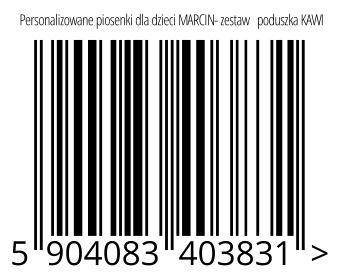 Personalizowane piosenki dla dzieci MARCIN- zestaw poduszka KAWI
5 904083 403831 >